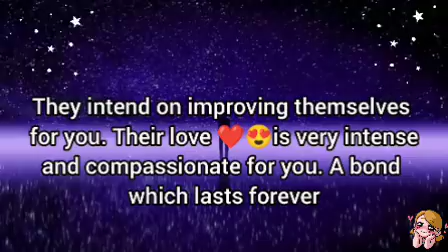 They intend on improving themselves
for you. Their love ❤️😍is very intense
and compassionate for you. A bond
which lasts forever